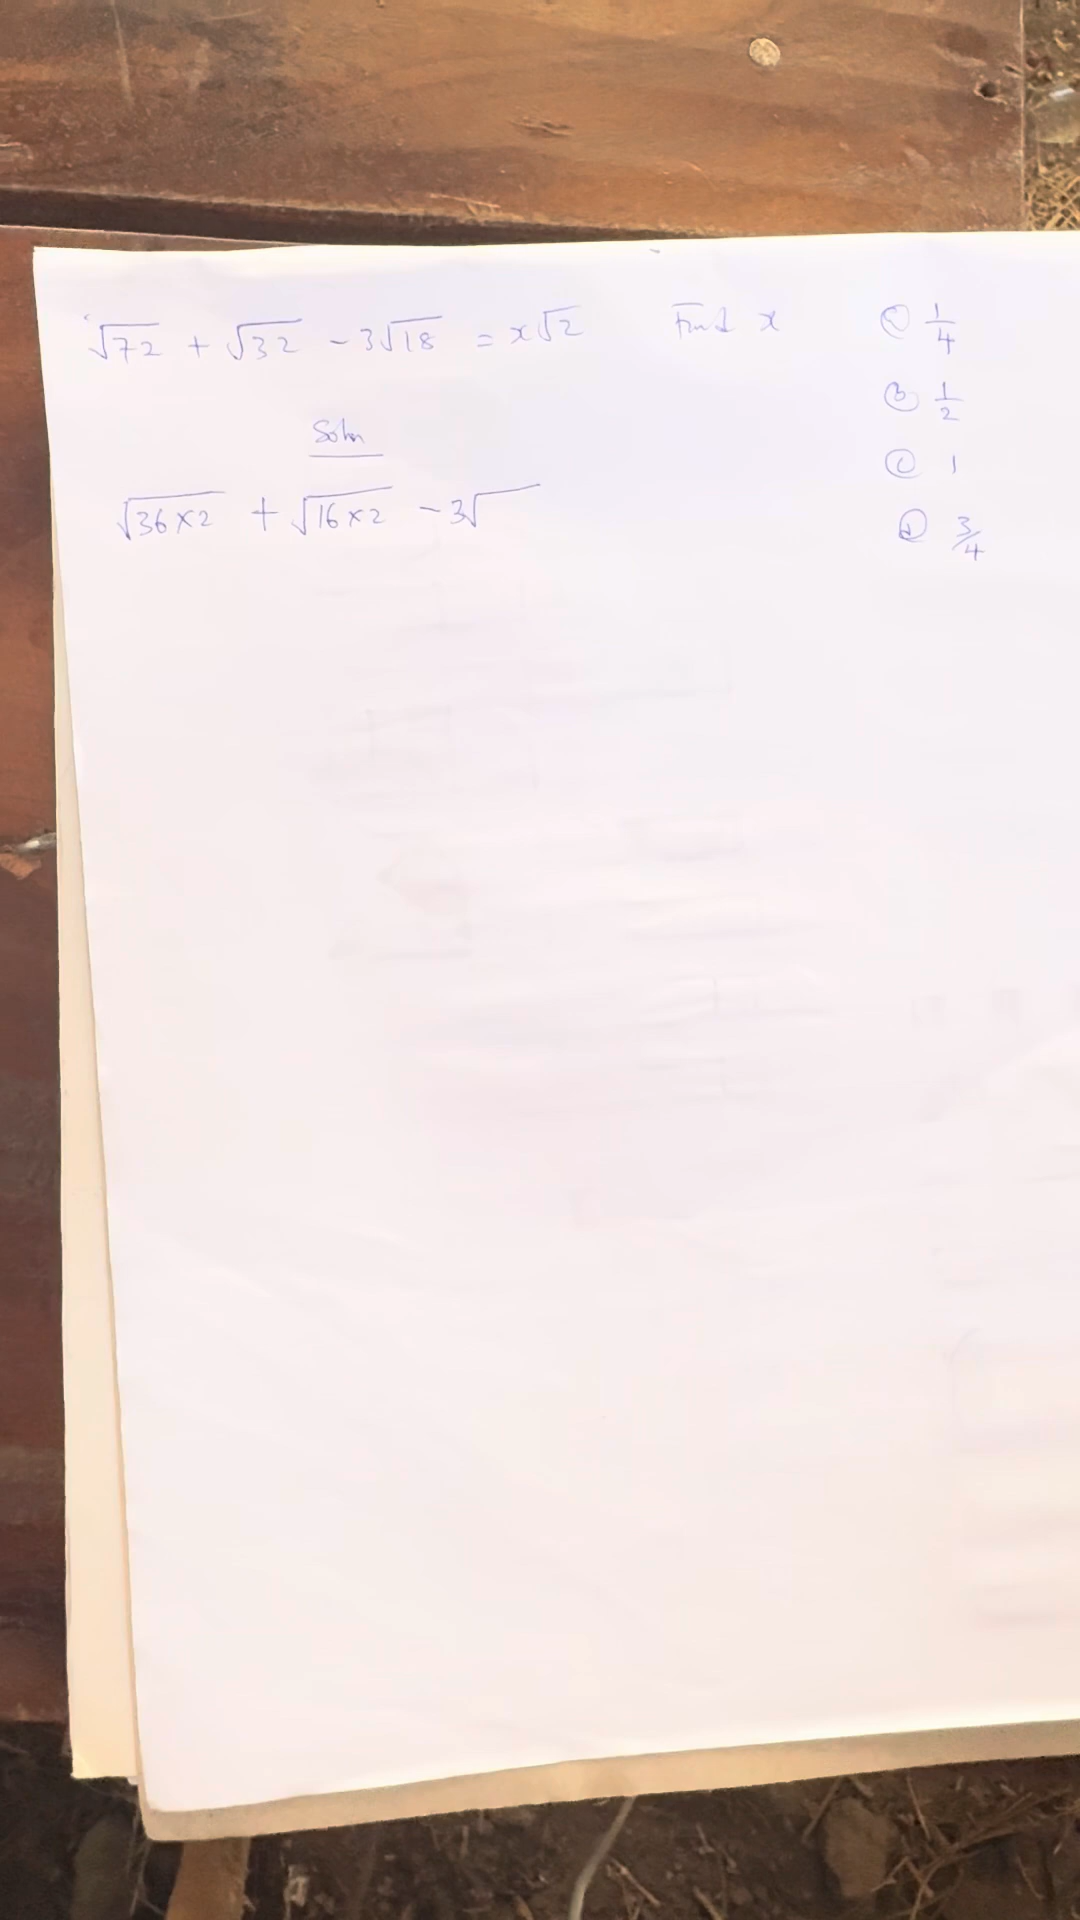 √72 + √32 - 3√18 = x√2 Find x Ⓐ 1/4
Ⓑ 1/2
Soln
Ⓒ 1
√36×2 + √16×2 - 3√
Ⓓ 3/4